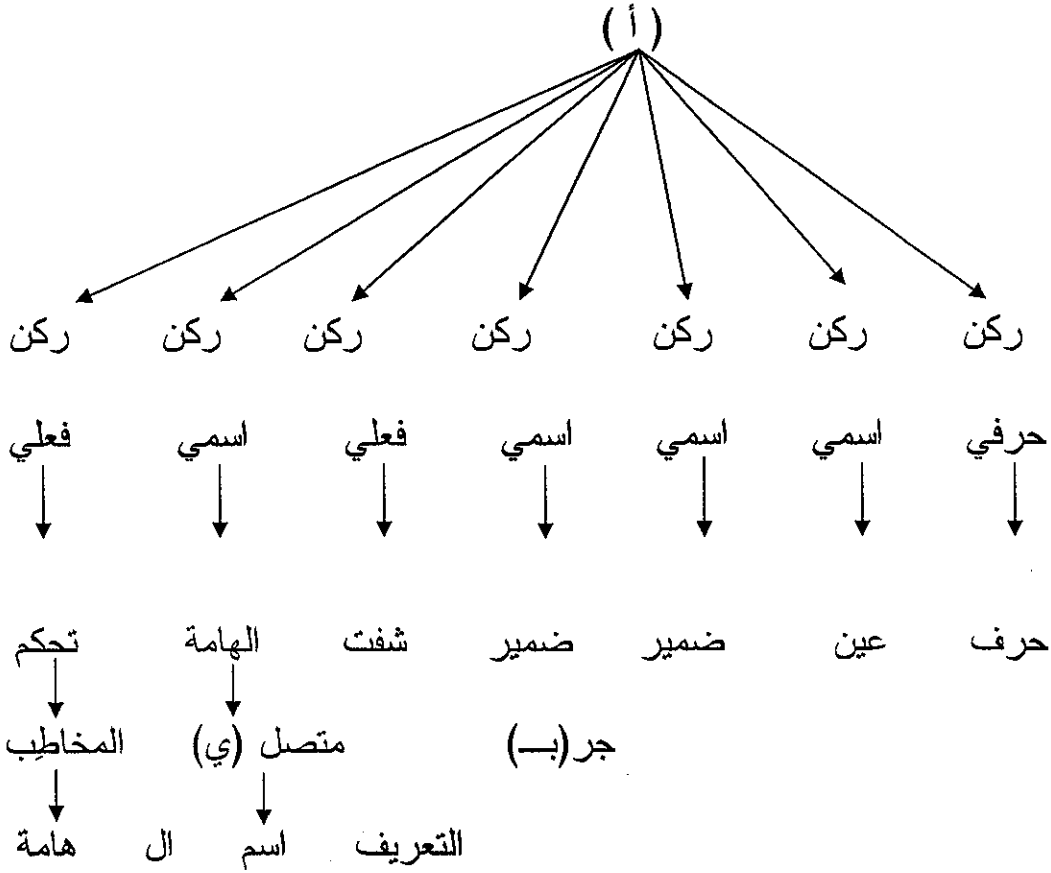 ( أ )
ركن ركن ركن ركن ركن ركن ركن
حرفي اسمي اسمي اسمي فعلي اسمي فعلي
حرف عين ضمير ضمير شفت الهامة تحكم
جر (بــ) متصل (ي) المخاطِب
التعريف اسم ال هامة